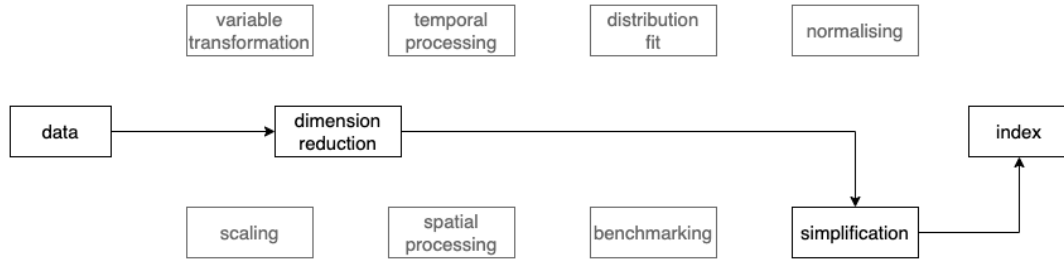 variable
transformation
temporal
processing
distribution
fit
normalising
data
dimension
reduction
index
scaling
spatial
processing
benchmarking
simplification